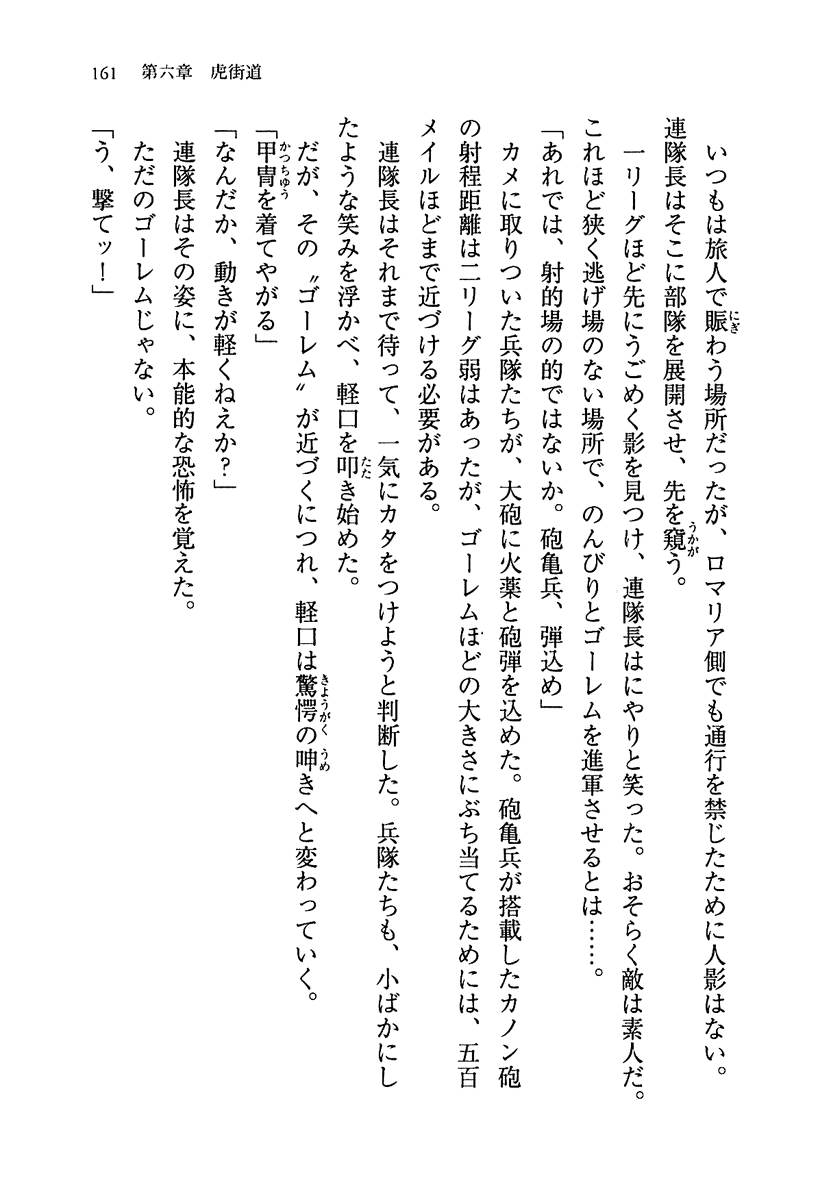 161　第六章　虎街道
いつもは旅人で賑わう場所だったが、ロマリア側でも通行を禁じたために人影はない。
連隊長はそこに部隊を展開させ、先を窺う。
一リーグほど先にうごめく影を見つけ、連隊長はにやりと笑った。おそらく敵は素人だ。
これほど狭く逃げ場のない場所で、のんびりとゴーレムを進軍させるとは……。
「あれでは、射的場の的ではないか。砲亀兵、弾込め」
カメに取りついた兵隊たちが、大砲に火薬と砲弾を込めた。砲亀兵が搭載したカノン砲
の射程距離は二リーグ弱はあったが、ゴーレムほどの大きさにぶち当てるためには、五百
メイルほどまで近づける必要がある。
連隊長はそれまで待って、一気にカタをつけようと判断した。兵隊たちも、小ばかにし
たような笑みを浮かべ、軽口を叩き始めた。
だが、その〝ゴーレム〟が近づくにつれ、軽口は驚愕の呻きへと変わっていく。
「甲冑を着てやがる」
「なんだか、動きが軽くねえか？」
連隊長はその姿に、本能的な恐怖を覚えた。
ただのゴーレムじゃない。
「う、撃てッ！」